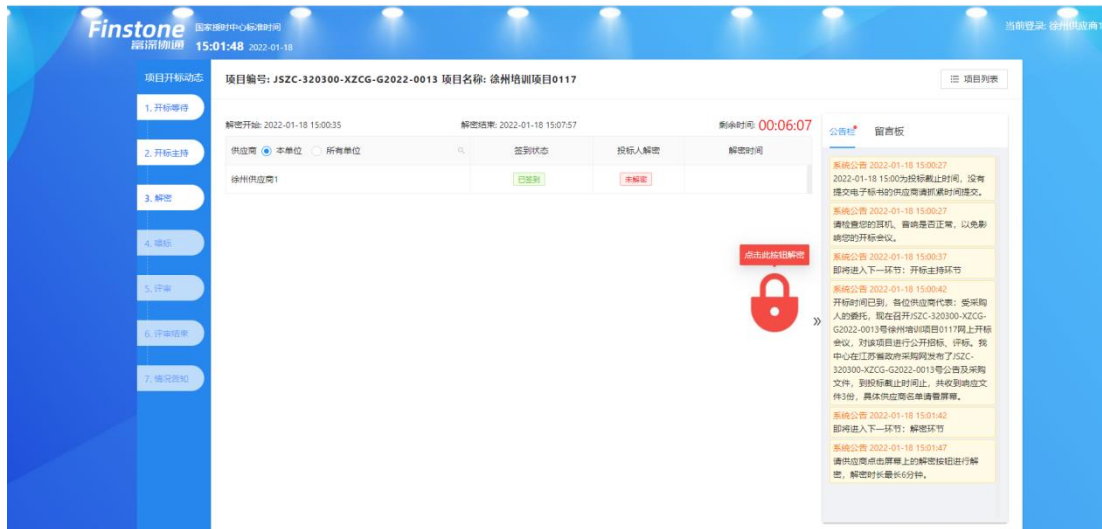 Finstone
富深协通
国家授时中心标准时间
15:01:48 2022-01-18
当前登录: 徐州供应商1
项目开标动态
1. 开标等待
2. 开标主持
3. 解密
4. 唱标
5. 评审
6. 评审结束
7. 情况告知
项目编号: JSZC-320300-XZCG-G2022-0013 项目名称: 徐州培训项目0117
项目列表
解密开始: 2022-01-18 15:00:35
解密结束: 2022-01-18 15:07:57
剩余时间: 00:06:07
供应商 本单位 所有单位
签到状态
投标人解密
解密时间
徐州供应商1
已签到
未解密
点击此按钮解密
»
公告栏
留言板
系统公告 2022-01-18 15:00:27
2022-01-18 15:00为投标截止时间，没有
提交电子标书的供应商请抓紧时间提交。
系统公告 2022-01-18 15:00:27
请检查您的耳机、音响是否正常，以免影
响您的开标会议。
系统公告 2022-01-18 15:00:37
即将进入下一环节：开标主持环节
系统公告 2022-01-18 15:00:42
开标时间已到，各位供应商代表：受采购
人的委托，现在召开JSZC-320300-XZCG-
G2022-0013号徐州培训项目0117网上开标
会议，对该项目进行公开招标、评标。我
中心在江苏省政府采购网发布了JSZC-
320300-XZCG-G2022-0013号公告及采购
文件，到投标截止时间止，共收到响应文
件3份，具体供应商名单请看屏幕。
系统公告 2022-01-18 15:01:42
即将进入下一环节：解密环节
系统公告 2022-01-18 15:01:47
请供应商点击屏幕上的解密按钮进行解
密，解密时长最长6分钟。